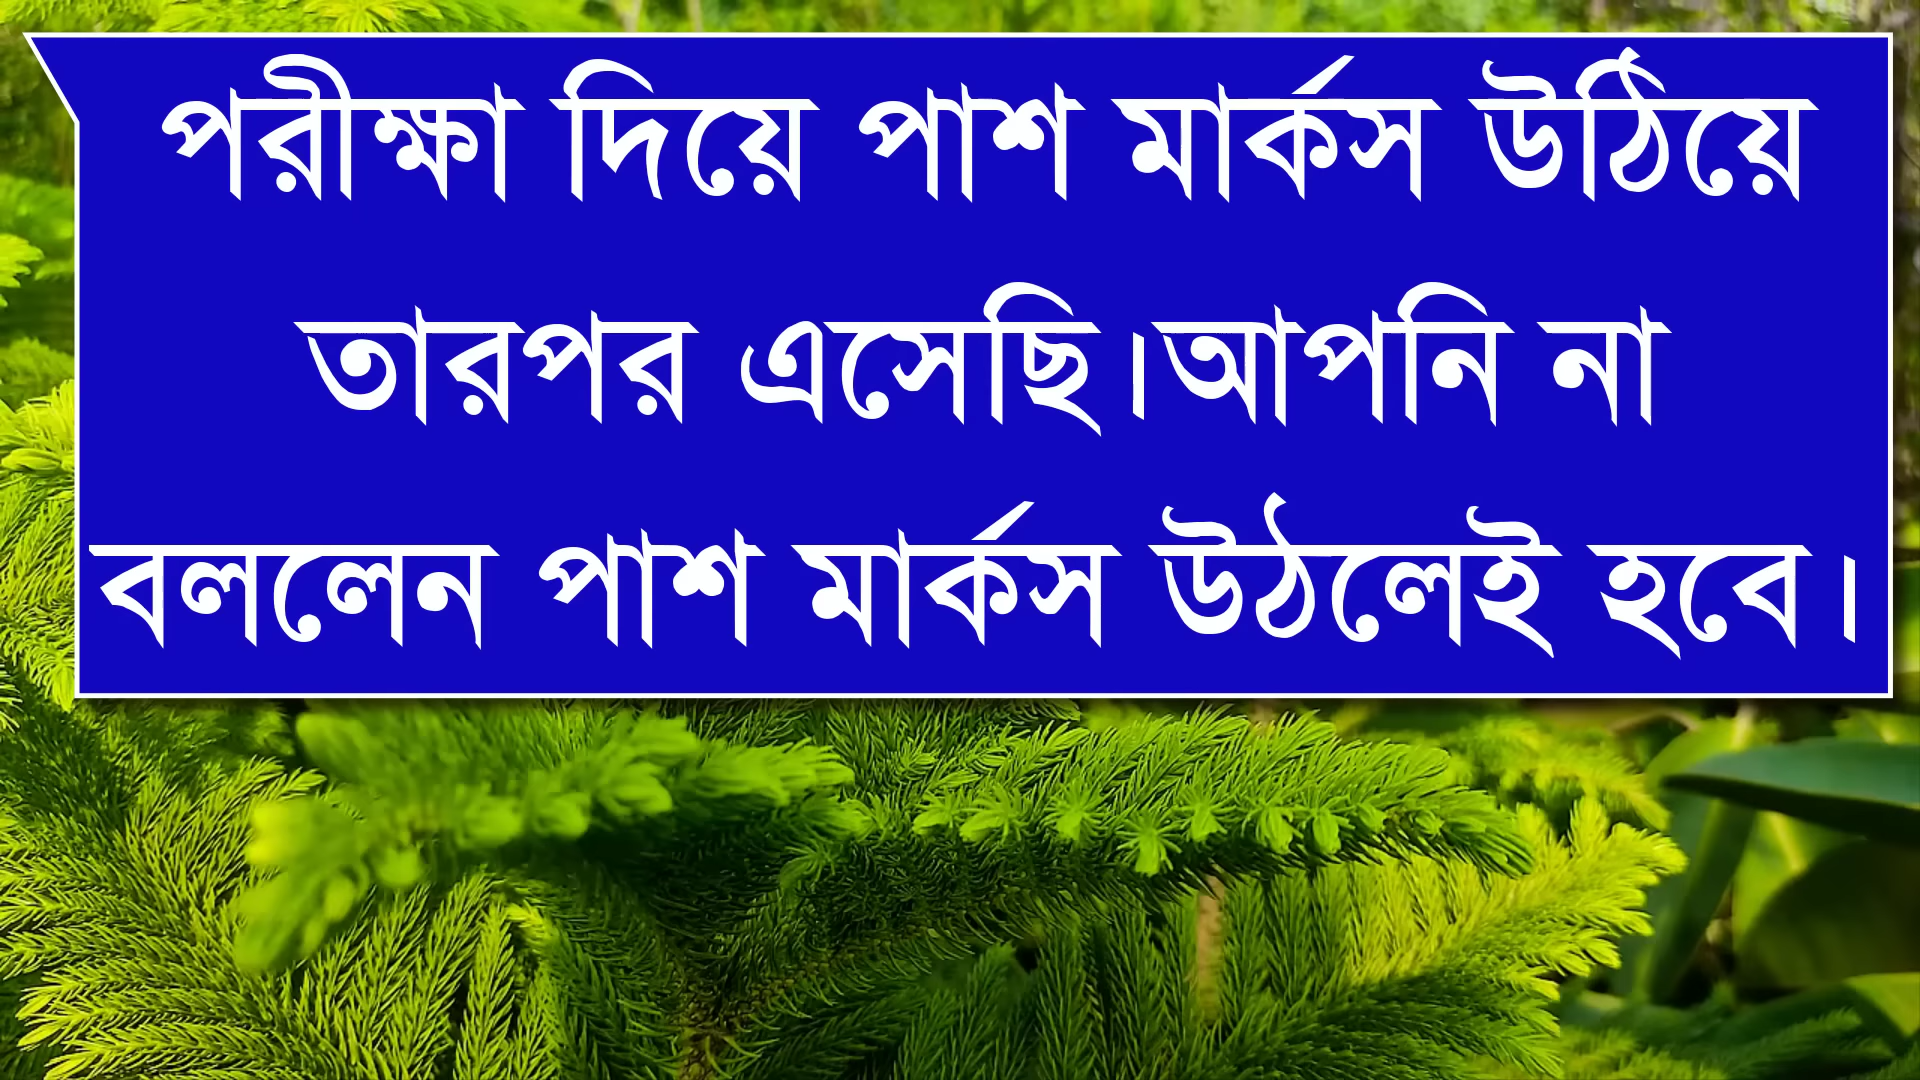 পরীক্ষা দিয়ে পাশ মার্কস উঠিয়ে
তারপর এসেছি।আপনি না
বললেন পাশ মার্কস উঠলেই হবে।